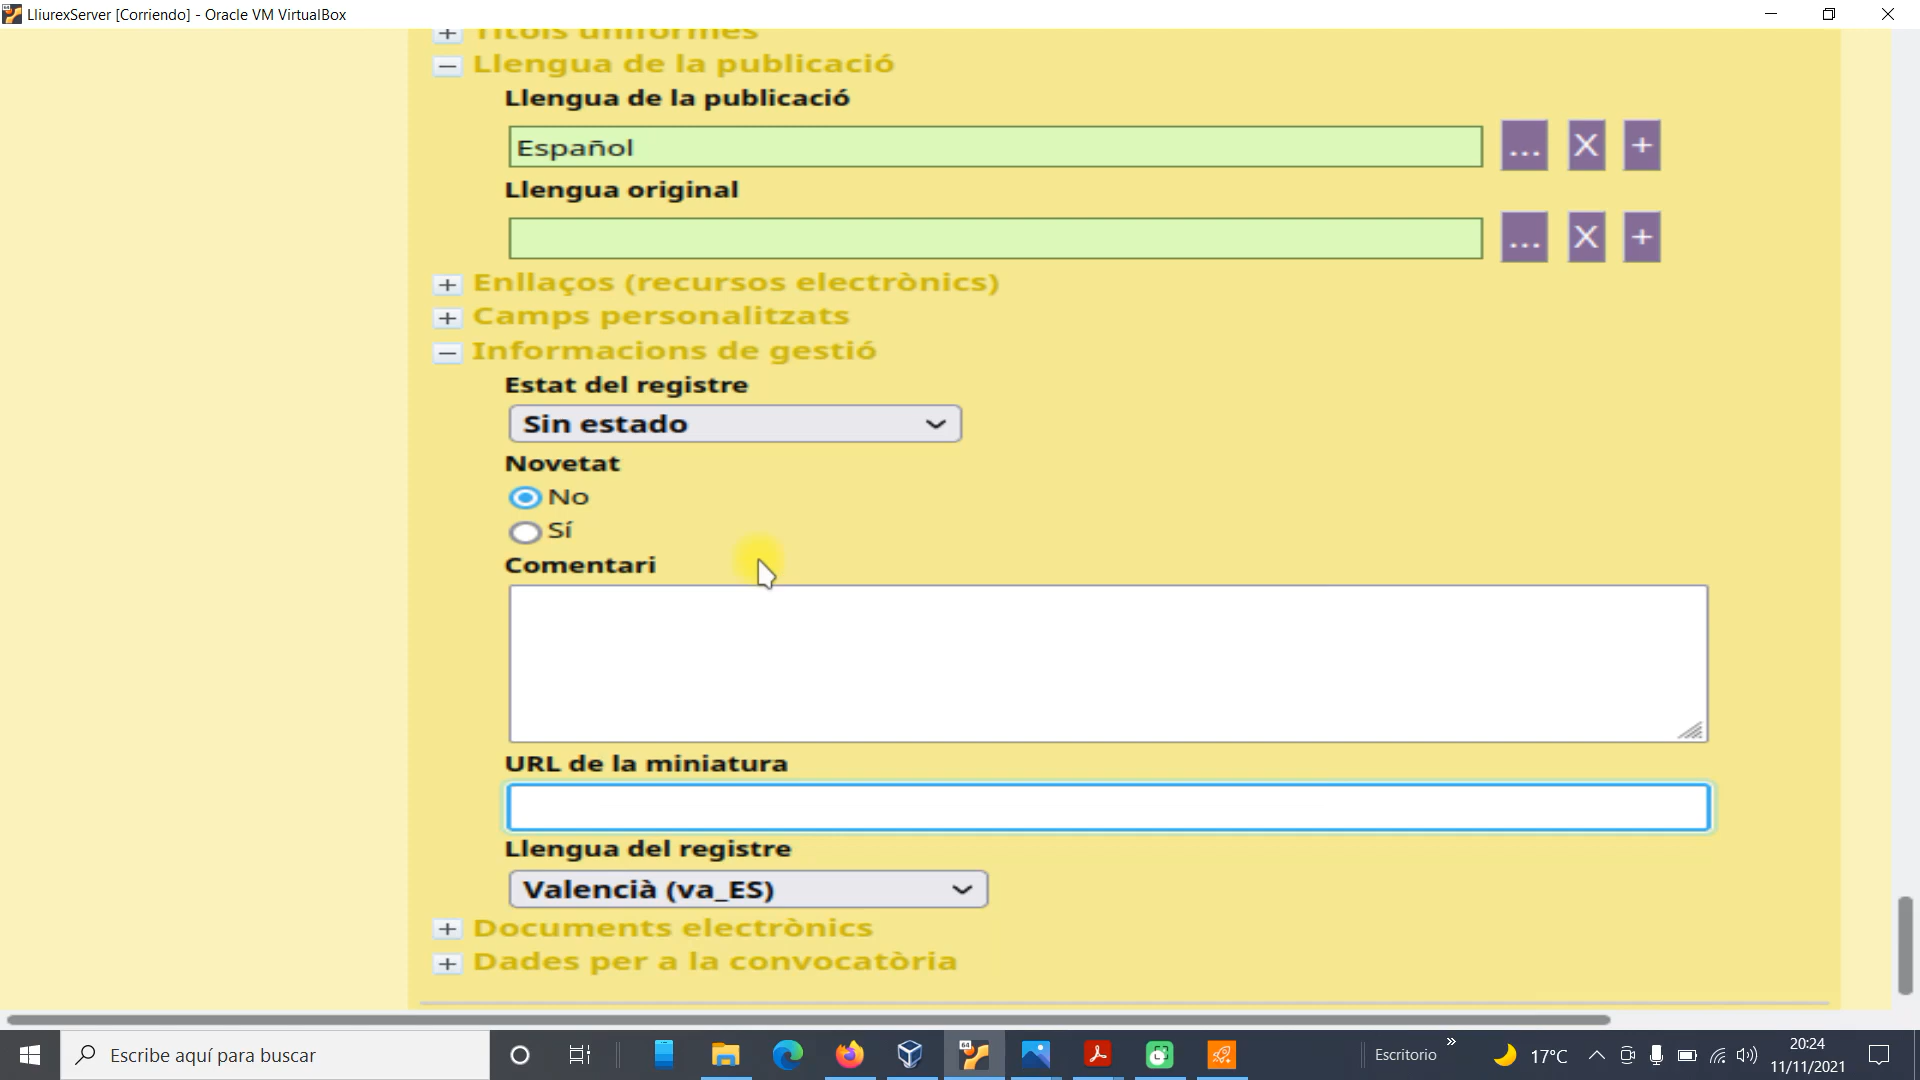 LliurexServer [Corriendo] - Oracle VM VirtualBox
Títols uniformes
Llengua de la publicació
Llengua de la publicació
Español
... X +
Llengua original
... X +
Enllaços (recursos electrònics)
Camps personalitzats
Informacions de gestió
Estat del registre
Sin estado
Novetat
No
Sí
Comentari
URL de la miniatura
Llengua del registre
Valencià (va_ES)
Documents electrònics
Dades per a la convocatòria
Escribe aquí para buscar
64
Escritorio
17°C
20:24
11/11/2021